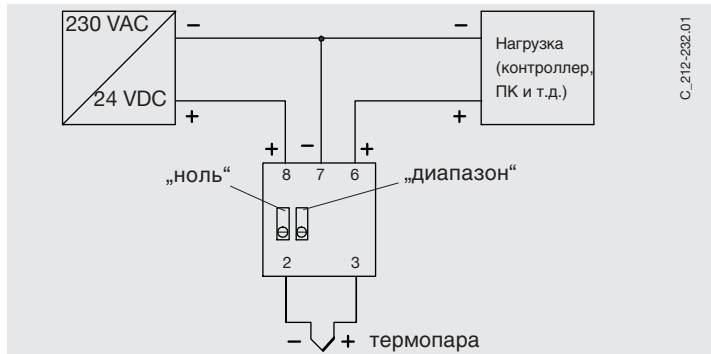 230 VAC
24 VDC
−
+
−
+
Нагрузка
(контроллер,
ПК и т.д.)
C_212-232.01
+
−
+
8
7
6
„ноль“
„диапазон“
2
3
−
+
термопара